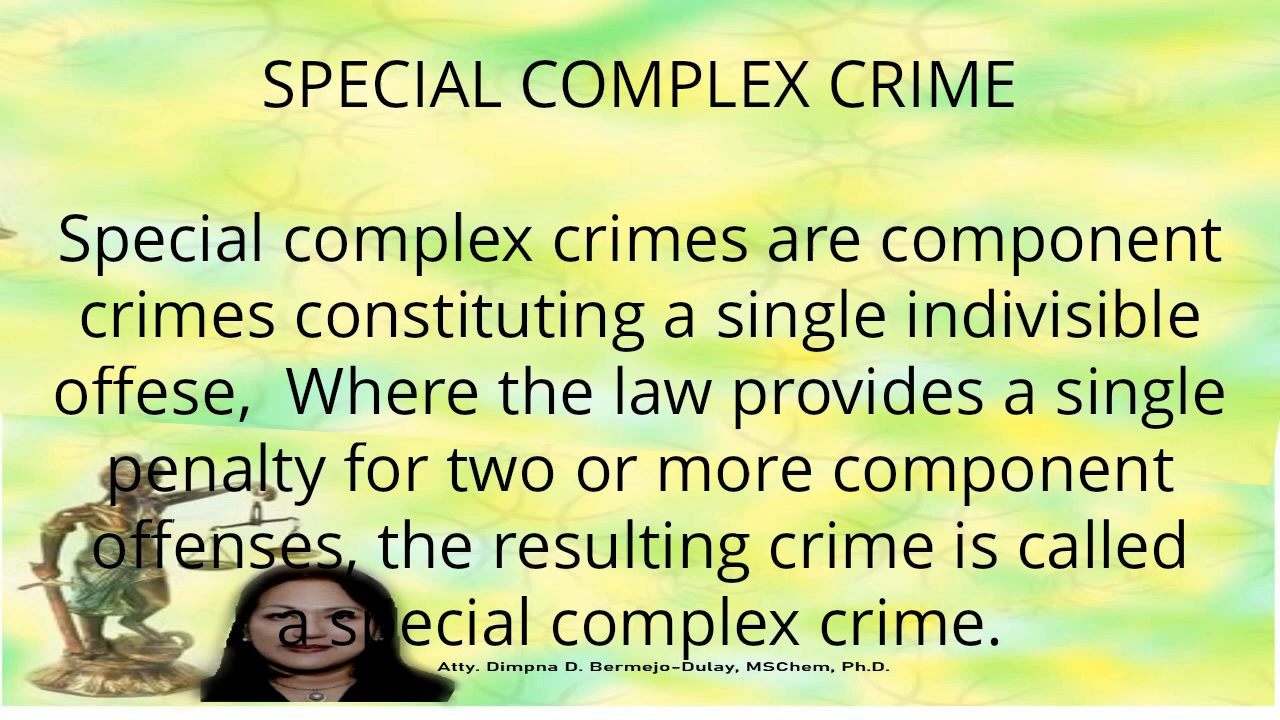 SPECIAL COMPLEX CRIME
Special complex crimes are component
crimes constituting a single indivisible
offese,  Where the law provides a single
penalty for two or more component
offenses, the resulting crime is called
a special complex crime.
Atty. Dimpna D. Bermejo-Dulay, MSChem, Ph.D.